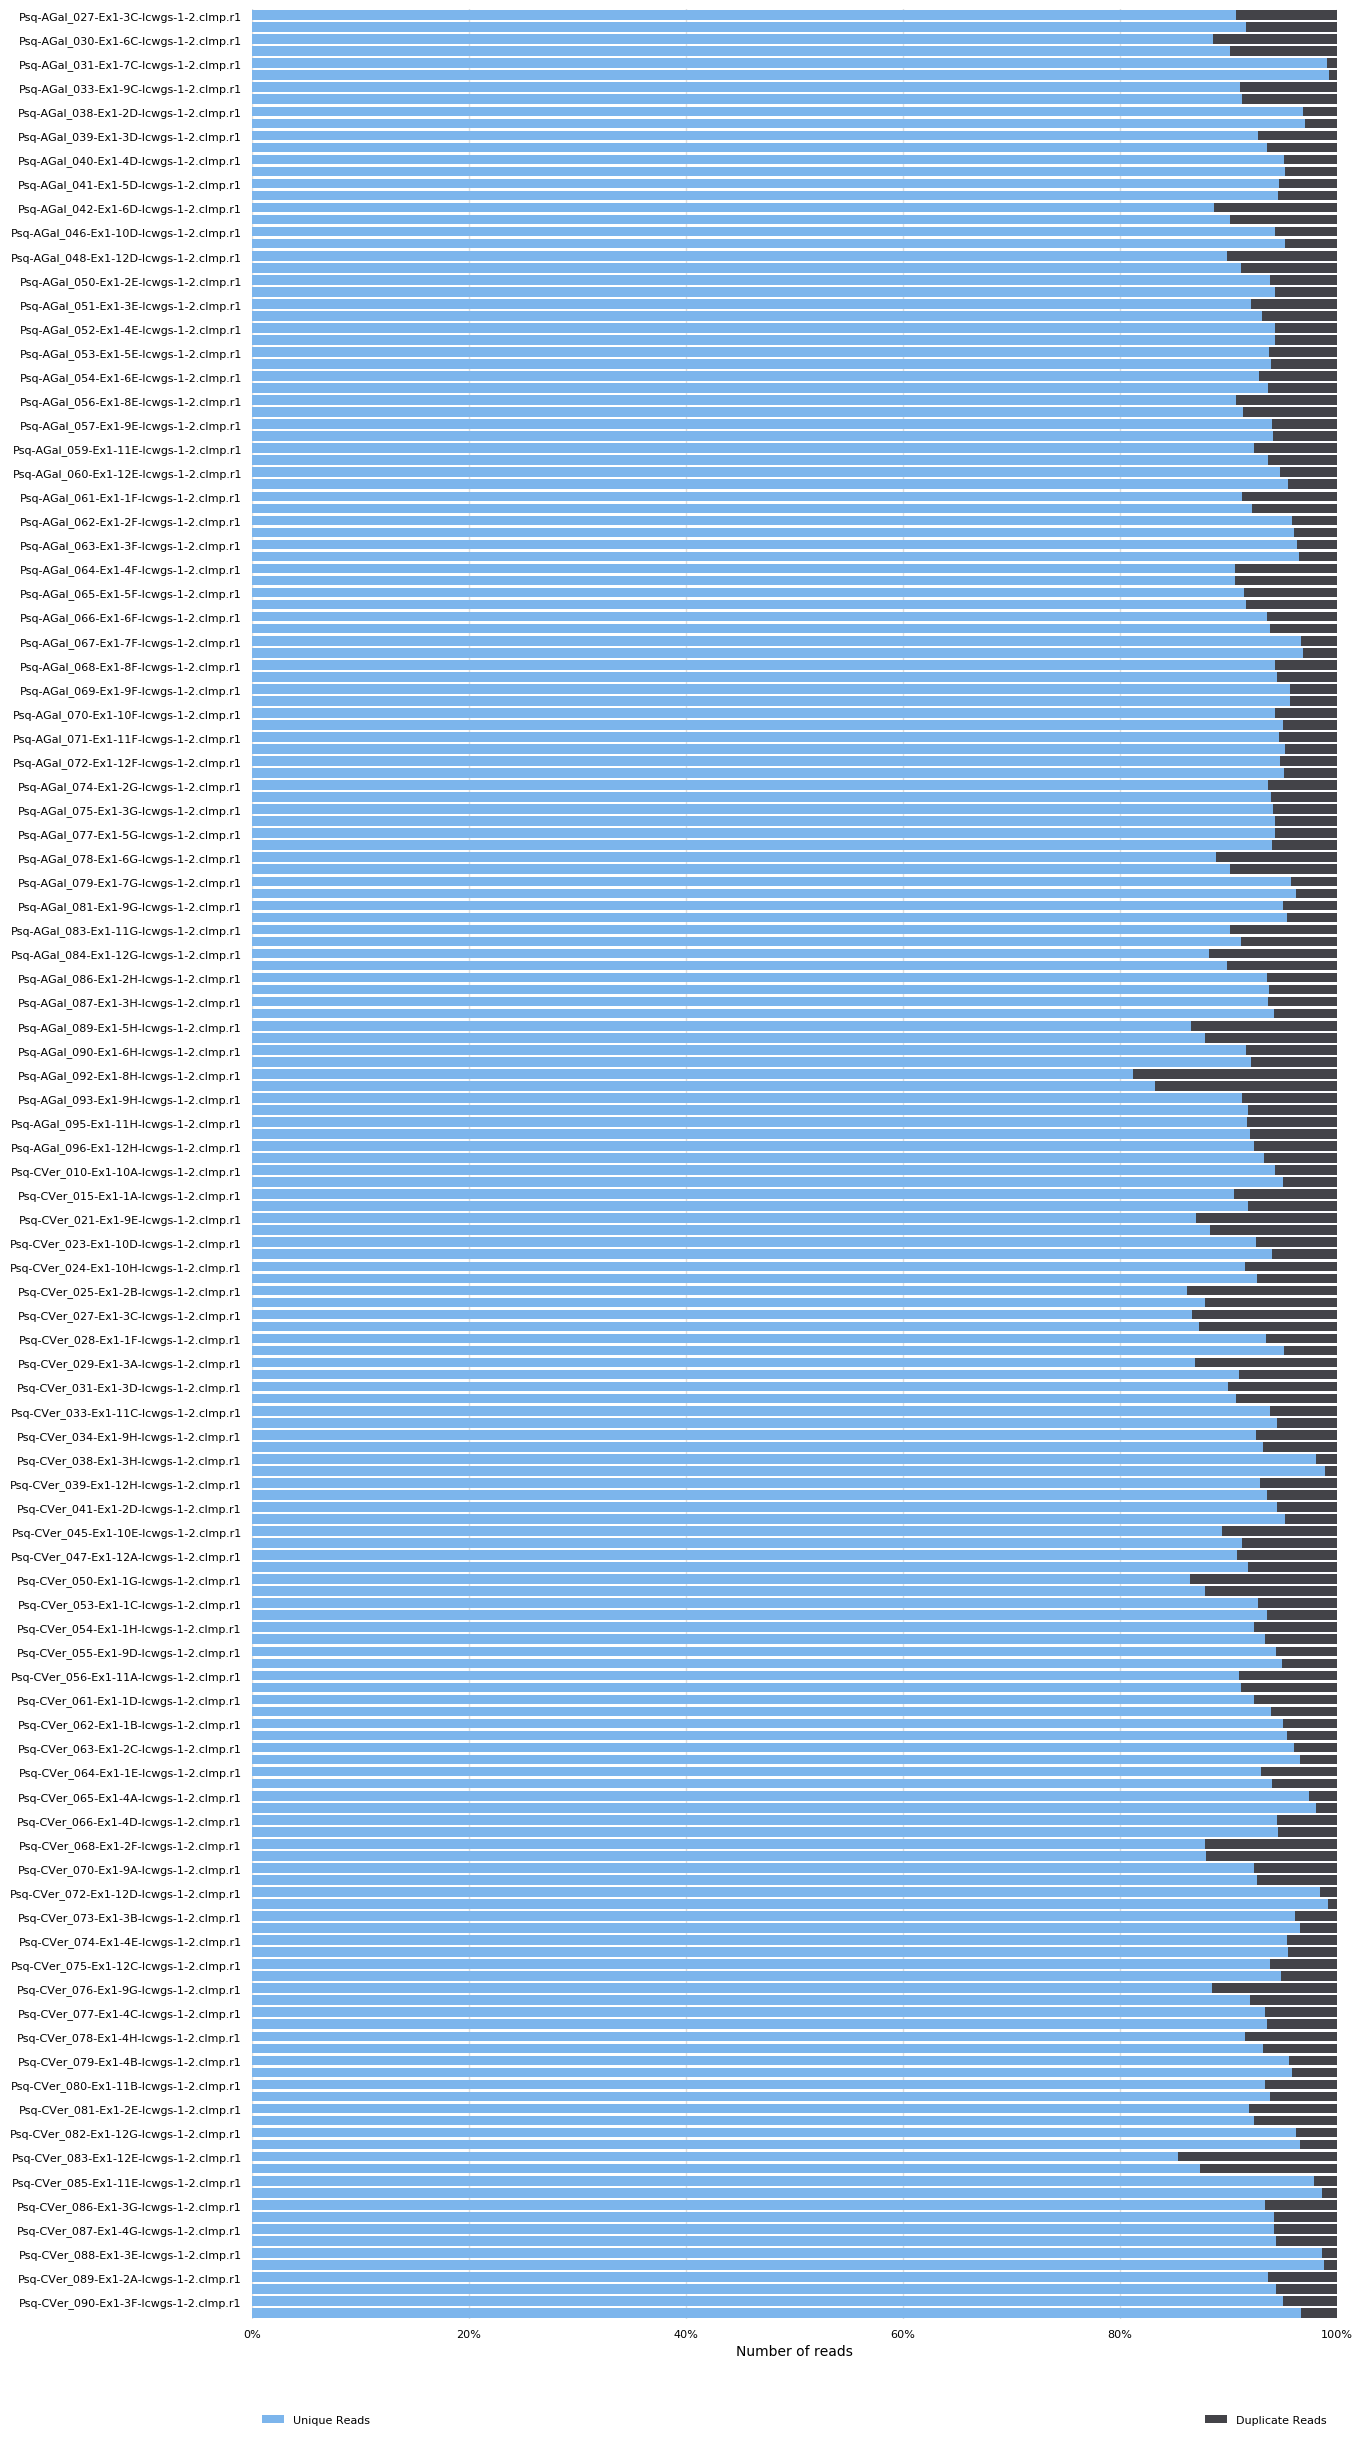 Psq-AGal_027-Ex1-3C-lcwgs-1-2.clmp.r1
Psq-AGal_030-Ex1-6C-lcwgs-1-2.clmp.r1
Psq-AGal_031-Ex1-7C-lcwgs-1-2.clmp.r1
Psq-AGal_033-Ex1-9C-lcwgs-1-2.clmp.r1
Psq-AGal_038-Ex1-2D-lcwgs-1-2.clmp.r1
Psq-AGal_039-Ex1-3D-lcwgs-1-2.clmp.r1
Psq-AGal_040-Ex1-4D-lcwgs-1-2.clmp.r1
Psq-AGal_041-Ex1-5D-lcwgs-1-2.clmp.r1
Psq-AGal_042-Ex1-6D-lcwgs-1-2.clmp.r1
Psq-AGal_046-Ex1-10D-lcwgs-1-2.clmp.r1
Psq-AGal_048-Ex1-12D-lcwgs-1-2.clmp.r1
Psq-AGal_050-Ex1-2E-lcwgs-1-2.clmp.r1
Psq-AGal_051-Ex1-3E-lcwgs-1-2.clmp.r1
Psq-AGal_052-Ex1-4E-lcwgs-1-2.clmp.r1
Psq-AGal_053-Ex1-5E-lcwgs-1-2.clmp.r1
Psq-AGal_054-Ex1-6E-lcwgs-1-2.clmp.r1
Psq-AGal_056-Ex1-8E-lcwgs-1-2.clmp.r1
Psq-AGal_057-Ex1-9E-lcwgs-1-2.clmp.r1
Psq-AGal_059-Ex1-11E-lcwgs-1-2.clmp.r1
Psq-AGal_060-Ex1-12E-lcwgs-1-2.clmp.r1
Psq-AGal_061-Ex1-1F-lcwgs-1-2.clmp.r1
Psq-AGal_062-Ex1-2F-lcwgs-1-2.clmp.r1
Psq-AGal_063-Ex1-3F-lcwgs-1-2.clmp.r1
Psq-AGal_064-Ex1-4F-lcwgs-1-2.clmp.r1
Psq-AGal_065-Ex1-5F-lcwgs-1-2.clmp.r1
Psq-AGal_066-Ex1-6F-lcwgs-1-2.clmp.r1
Psq-AGal_067-Ex1-7F-lcwgs-1-2.clmp.r1
Psq-AGal_068-Ex1-8F-lcwgs-1-2.clmp.r1
Psq-AGal_069-Ex1-9F-lcwgs-1-2.clmp.r1
Psq-AGal_070-Ex1-10F-lcwgs-1-2.clmp.r1
Psq-AGal_071-Ex1-11F-lcwgs-1-2.clmp.r1
Psq-AGal_072-Ex1-12F-lcwgs-1-2.clmp.r1
Psq-AGal_074-Ex1-2G-lcwgs-1-2.clmp.r1
Psq-AGal_075-Ex1-3G-lcwgs-1-2.clmp.r1
Psq-AGal_077-Ex1-5G-lcwgs-1-2.clmp.r1
Psq-AGal_078-Ex1-6G-lcwgs-1-2.clmp.r1
Psq-AGal_079-Ex1-7G-lcwgs-1-2.clmp.r1
Psq-AGal_081-Ex1-9G-lcwgs-1-2.clmp.r1
Psq-AGal_083-Ex1-11G-lcwgs-1-2.clmp.r1
Psq-AGal_084-Ex1-12G-lcwgs-1-2.clmp.r1
Psq-AGal_086-Ex1-2H-lcwgs-1-2.clmp.r1
Psq-AGal_087-Ex1-3H-lcwgs-1-2.clmp.r1
Psq-AGal_089-Ex1-5H-lcwgs-1-2.clmp.r1
Psq-AGal_090-Ex1-6H-lcwgs-1-2.clmp.r1
Psq-AGal_092-Ex1-8H-lcwgs-1-2.clmp.r1
Psq-AGal_093-Ex1-9H-lcwgs-1-2.clmp.r1
Psq-AGal_095-Ex1-11H-lcwgs-1-2.clmp.r1
Psq-AGal_096-Ex1-12H-lcwgs-1-2.clmp.r1
Psq-CVer_010-Ex1-10A-lcwgs-1-2.clmp.r1
Psq-CVer_015-Ex1-1A-lcwgs-1-2.clmp.r1
Psq-CVer_021-Ex1-9E-lcwgs-1-2.clmp.r1
Psq-CVer_023-Ex1-10D-lcwgs-1-2.clmp.r1
Psq-CVer_024-Ex1-10H-lcwgs-1-2.clmp.r1
Psq-CVer_025-Ex1-2B-lcwgs-1-2.clmp.r1
Psq-CVer_027-Ex1-3C-lcwgs-1-2.clmp.r1
Psq-CVer_028-Ex1-1F-lcwgs-1-2.clmp.r1
Psq-CVer_029-Ex1-3A-lcwgs-1-2.clmp.r1
Psq-CVer_031-Ex1-3D-lcwgs-1-2.clmp.r1
Psq-CVer_033-Ex1-11C-lcwgs-1-2.clmp.r1
Psq-CVer_034-Ex1-9H-lcwgs-1-2.clmp.r1
Psq-CVer_038-Ex1-3H-lcwgs-1-2.clmp.r1
Psq-CVer_039-Ex1-12H-lcwgs-1-2.clmp.r1
Psq-CVer_041-Ex1-2D-lcwgs-1-2.clmp.r1
Psq-CVer_045-Ex1-10E-lcwgs-1-2.clmp.r1
Psq-CVer_047-Ex1-12A-lcwgs-1-2.clmp.r1
Psq-CVer_050-Ex1-1G-lcwgs-1-2.clmp.r1
Psq-CVer_053-Ex1-1C-lcwgs-1-2.clmp.r1
Psq-CVer_054-Ex1-1H-lcwgs-1-2.clmp.r1
Psq-CVer_055-Ex1-9D-lcwgs-1-2.clmp.r1
Psq-CVer_056-Ex1-11A-lcwgs-1-2.clmp.r1
Psq-CVer_061-Ex1-1D-lcwgs-1-2.clmp.r1
Psq-CVer_062-Ex1-1B-lcwgs-1-2.clmp.r1
Psq-CVer_063-Ex1-2C-lcwgs-1-2.clmp.r1
Psq-CVer_064-Ex1-1E-lcwgs-1-2.clmp.r1
Psq-CVer_065-Ex1-4A-lcwgs-1-2.clmp.r1
Psq-CVer_066-Ex1-4D-lcwgs-1-2.clmp.r1
Psq-CVer_068-Ex1-2F-lcwgs-1-2.clmp.r1
Psq-CVer_070-Ex1-9A-lcwgs-1-2.clmp.r1
Psq-CVer_072-Ex1-12D-lcwgs-1-2.clmp.r1
Psq-CVer_073-Ex1-3B-lcwgs-1-2.clmp.r1
Psq-CVer_074-Ex1-4E-lcwgs-1-2.clmp.r1
Psq-CVer_075-Ex1-12C-lcwgs-1-2.clmp.r1
Psq-CVer_076-Ex1-9G-lcwgs-1-2.clmp.r1
Psq-CVer_077-Ex1-4C-lcwgs-1-2.clmp.r1
Psq-CVer_078-Ex1-4H-lcwgs-1-2.clmp.r1
Psq-CVer_079-Ex1-4B-lcwgs-1-2.clmp.r1
Psq-CVer_080-Ex1-11B-lcwgs-1-2.clmp.r1
Psq-CVer_081-Ex1-2E-lcwgs-1-2.clmp.r1
Psq-CVer_082-Ex1-12G-lcwgs-1-2.clmp.r1
Psq-CVer_083-Ex1-12E-lcwgs-1-2.clmp.r1
Psq-CVer_085-Ex1-11E-lcwgs-1-2.clmp.r1
Psq-CVer_086-Ex1-3G-lcwgs-1-2.clmp.r1
Psq-CVer_087-Ex1-4G-lcwgs-1-2.clmp.r1
Psq-CVer_088-Ex1-3E-lcwgs-1-2.clmp.r1
Psq-CVer_089-Ex1-2A-lcwgs-1-2.clmp.r1
Psq-CVer_090-Ex1-3F-lcwgs-1-2.clmp.r1
0% 20% 40% 60% 80% 100%
Number of reads
Unique Reads Duplicate Reads